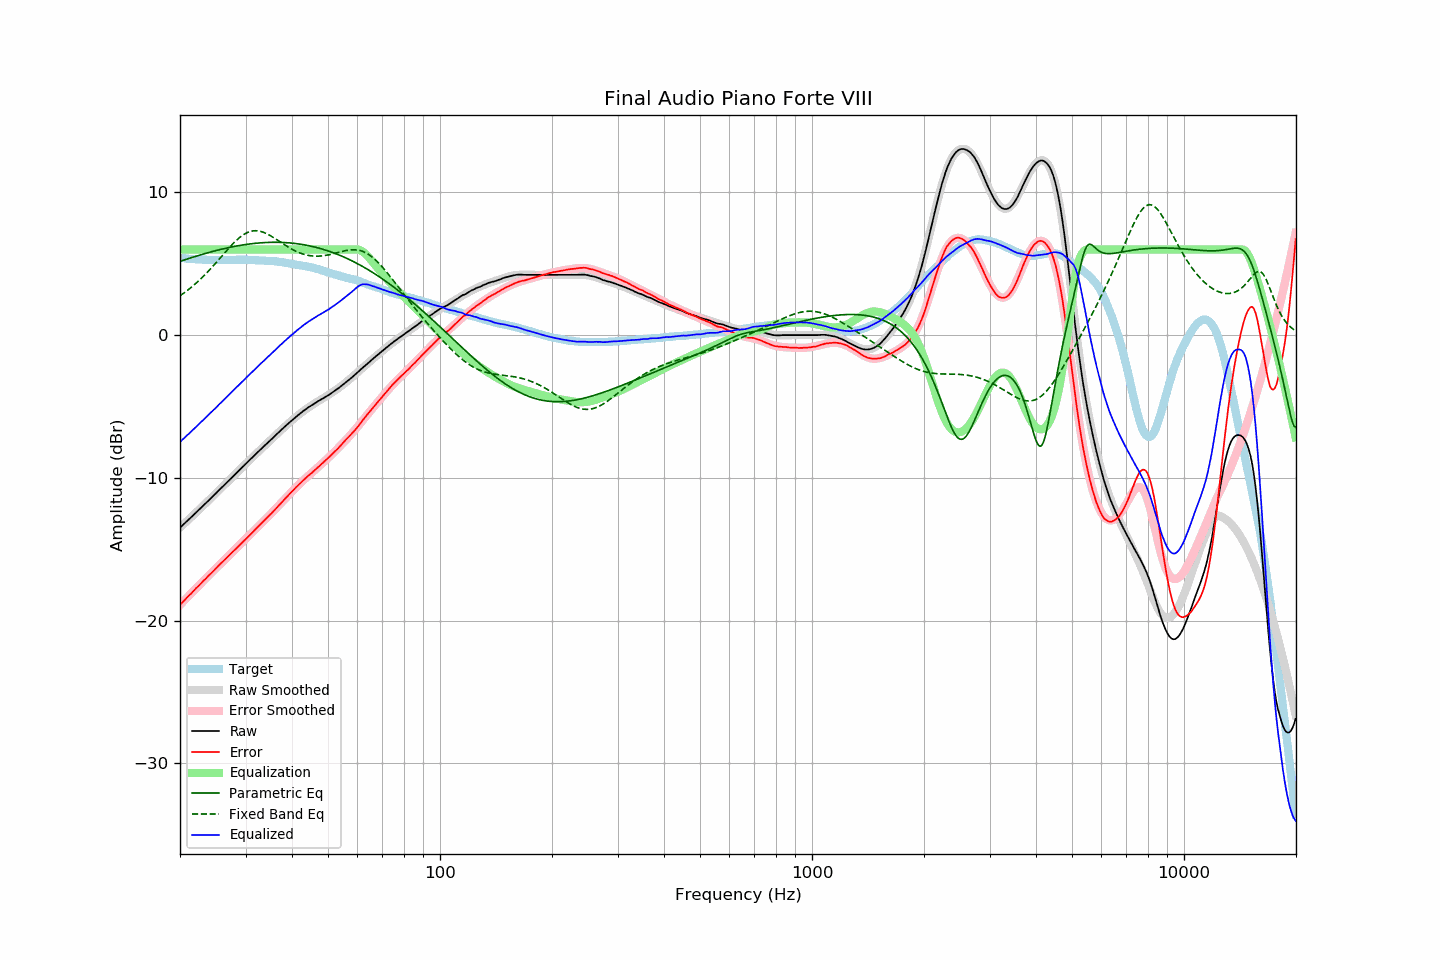 Final Audio Piano Forte VIII
Amplitude (dBr)
10
0
−10
−20
−30
Target
Raw Smoothed
Error Smoothed
Raw
Error
Equalization
Parametric Eq
Fixed Band Eq
Equalized
100
1000
10000
Frequency (Hz)